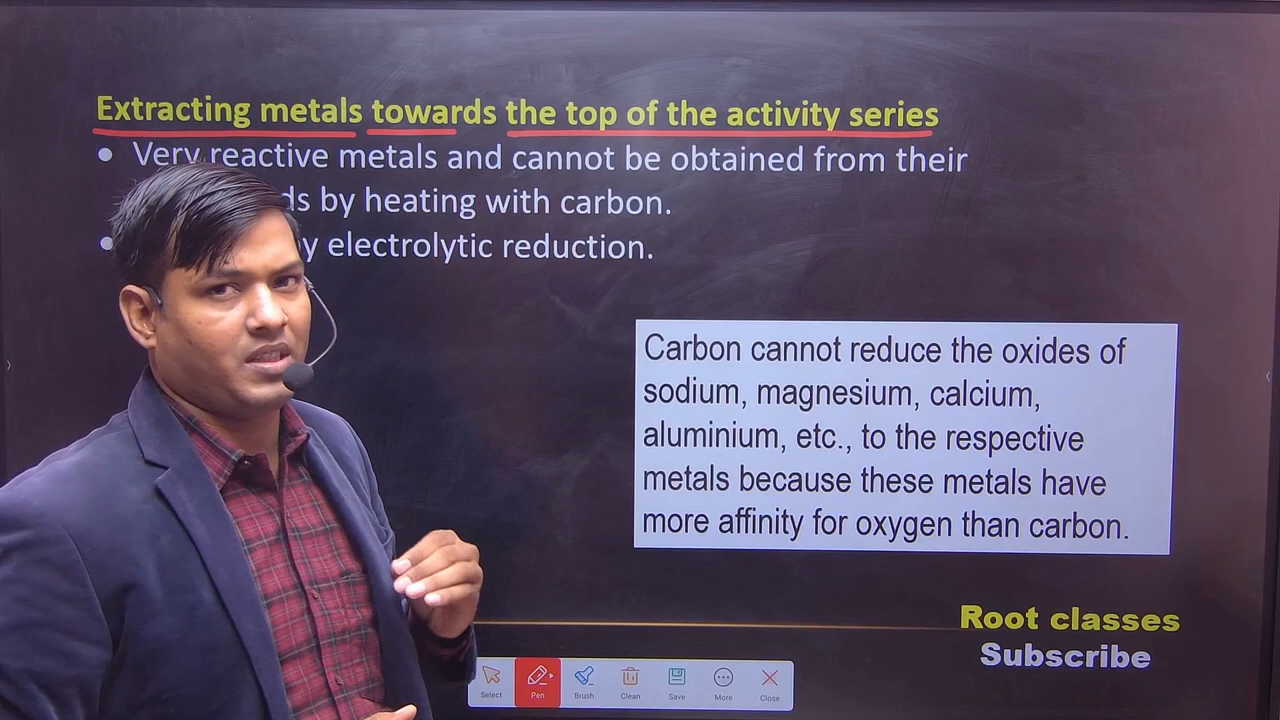 Extracting metals towards the top of the activity series
• Very reactive metals and cannot be obtained from their
by heating with carbon.
• electrolytic reduction.
Carbon cannot reduce the oxides of
sodium, magnesium, calcium,
aluminium, etc., to the respective
metals because these metals have
more affinity for oxygen than carbon.
Root classes
Subscribe
Select Pen Brush Clean Save More Close